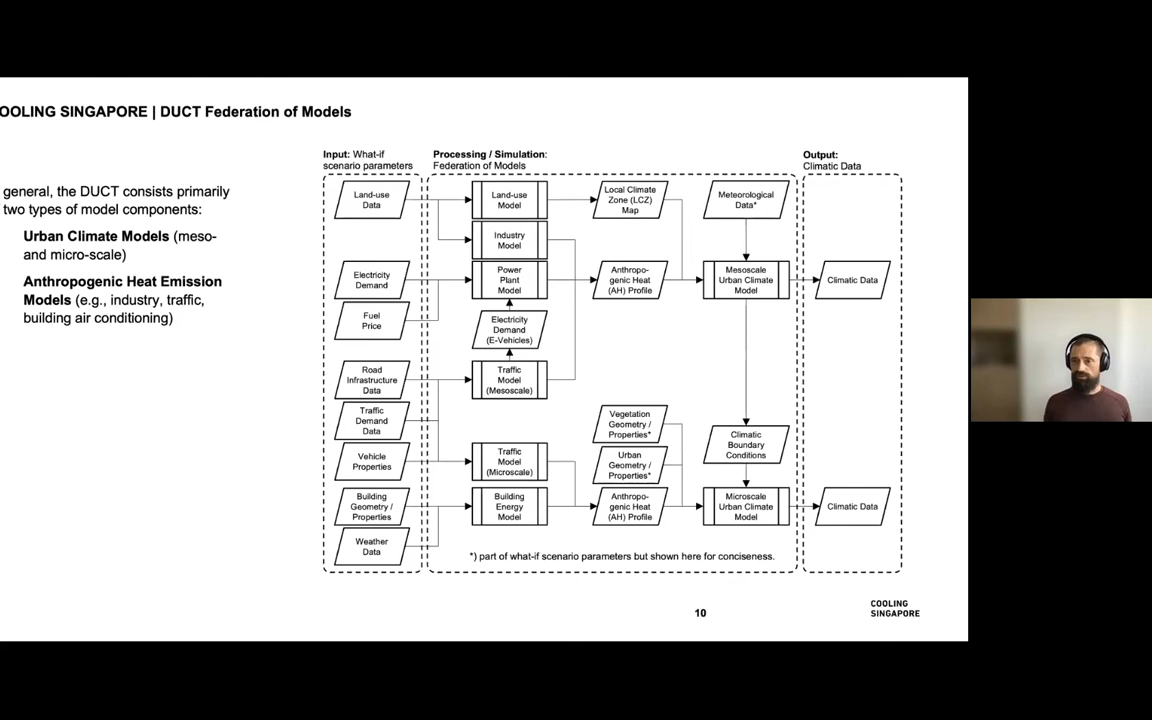 OOLING SINGAPORE | DUCT Federation of Models
general, the DUCT consists primarily
two types of model components:
Urban Climate Models (meso-
and micro-scale)
Anthropogenic Heat Emission
Models (e.g., industry, traffic,
building air conditioning)
Input: What-if
scenario parameters
Processing / Simulation:
Federation of Models
Output:
Climatic Data
Land-use
Data
Land-use
Model
Local Climate
Zone (LCZ)
Map
Meteorological
Data*
Industry
Model
Electricity
Demand
Power
Plant
Model
Anthropo-
genic Heat
(AH) Profile
Mesoscale
Urban Climate
Model
Climatic Data
Fuel
Price
Electricity
Demand
(E-Vehicles)
Road
Infrastructure
Data
Traffic
Model
(Mesoscale)
Traffic
Demand
Data
Vegetation
Geometry /
Properties*
Climatic
Boundary
Conditions
Vehicle
Properties
Traffic
Model
(Microscale)
Urban
Geometry /
Properties*
Building
Geometry /
Properties
Building
Energy
Model
Anthropo-
genic Heat
(AH) Profile
Microscale
Urban Climate
Model
Climatic Data
Weather
Data
*) part of what-if scenario parameters but shown here for conciseness.
10
COOLING
SINGAPORE